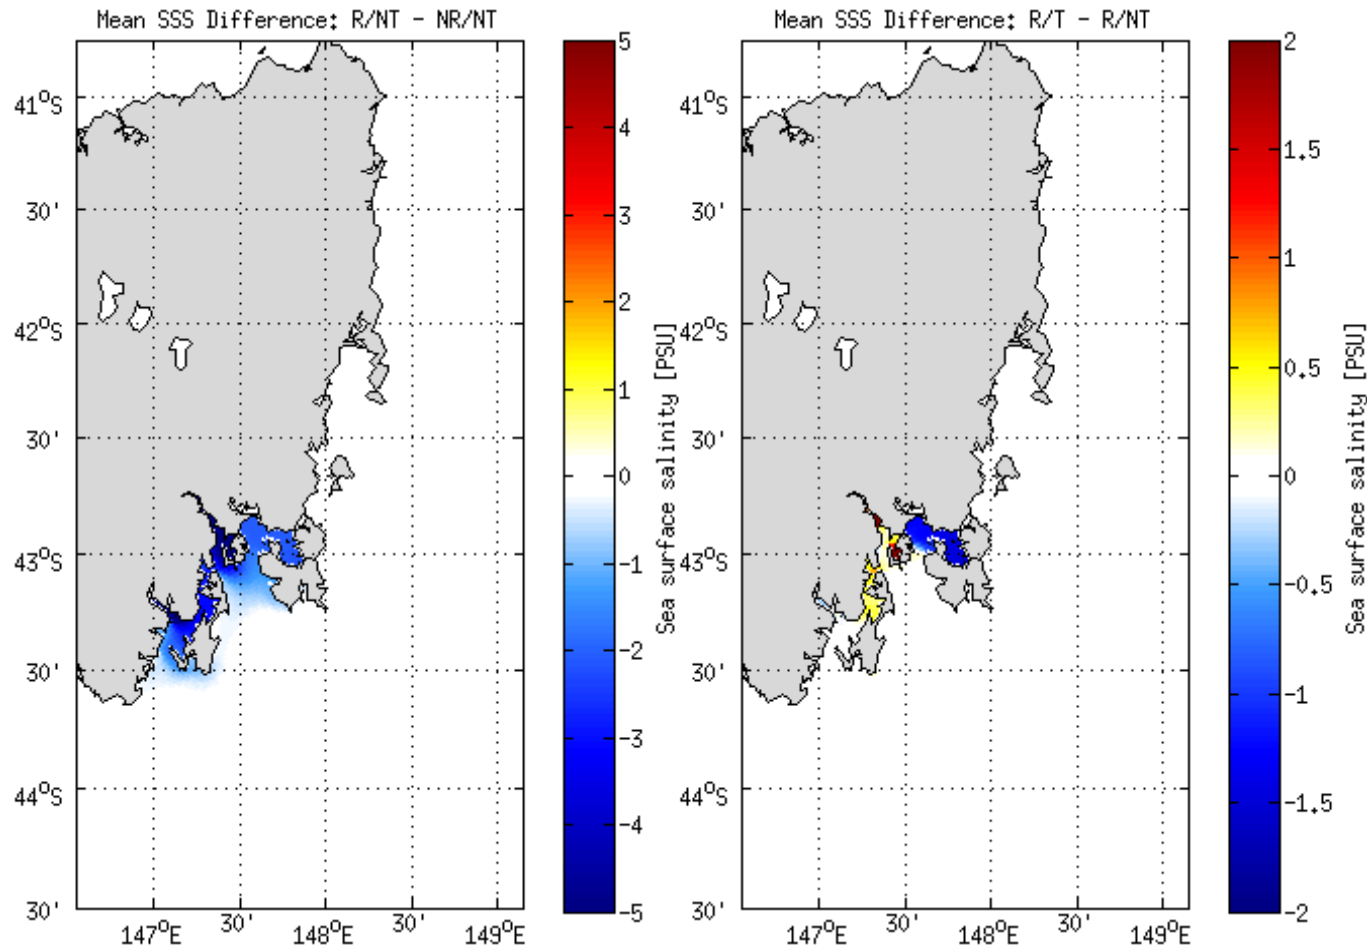 Mean SSS Difference: R/NT - NR/NT
41°S
30'
42°S
30'
43°S
30'
44°S
30'
147°E
30'
148°E
30'
149°E
5
4
3
2
1
0
-1
-2
-3
-4
-5
Sea surface salinity [PSU]
Mean SSS Difference: R/T - R/NT
41°S
30'
42°S
30'
43°S
30'
44°S
30'
147°E
30'
148°E
30'
149°E
2
1.5
1
0.5
0
-0.5
-1
-1.5
-2
Sea surface salinity [PSU]